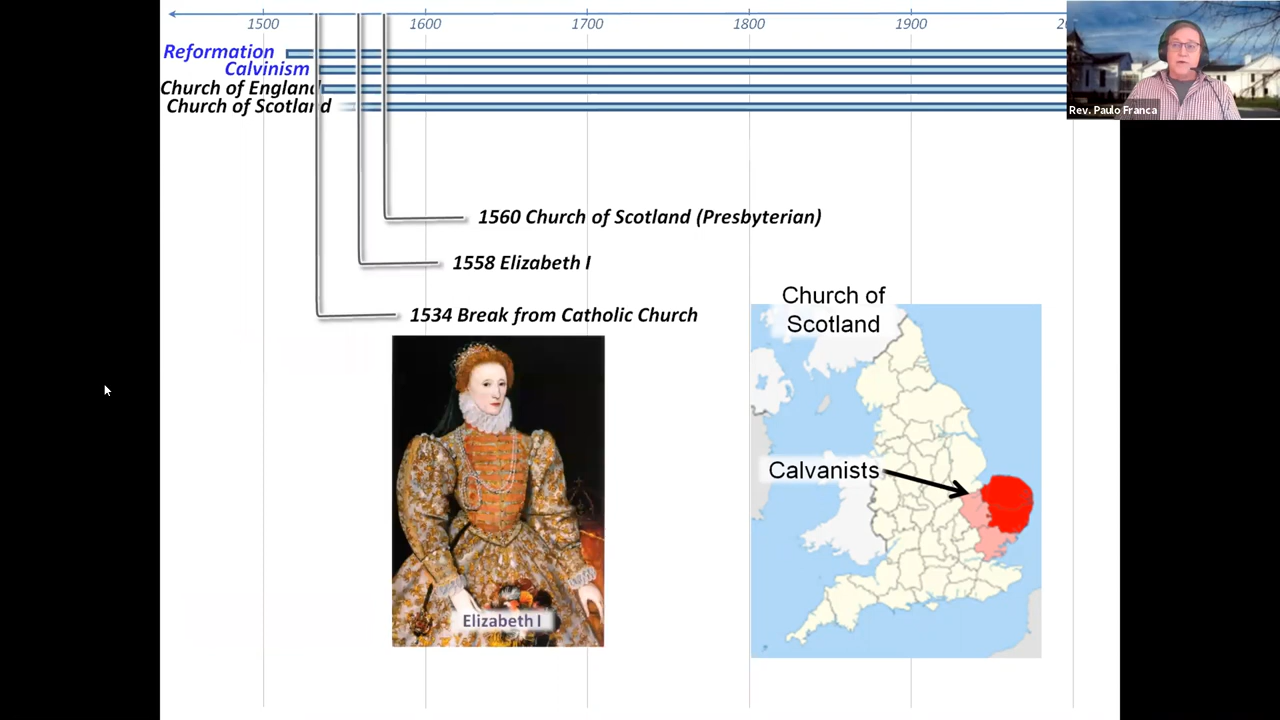 1500 1600 1700 1800 1900
Reformation
Calvinism
Church of England
Church of Scotland
Rev. Paulo Franca
1560 Church of Scotland (Presbyterian)
1558 Elizabeth I
1534 Break from Catholic Church
Church of
Scotland
Calvanists
Elizabeth I